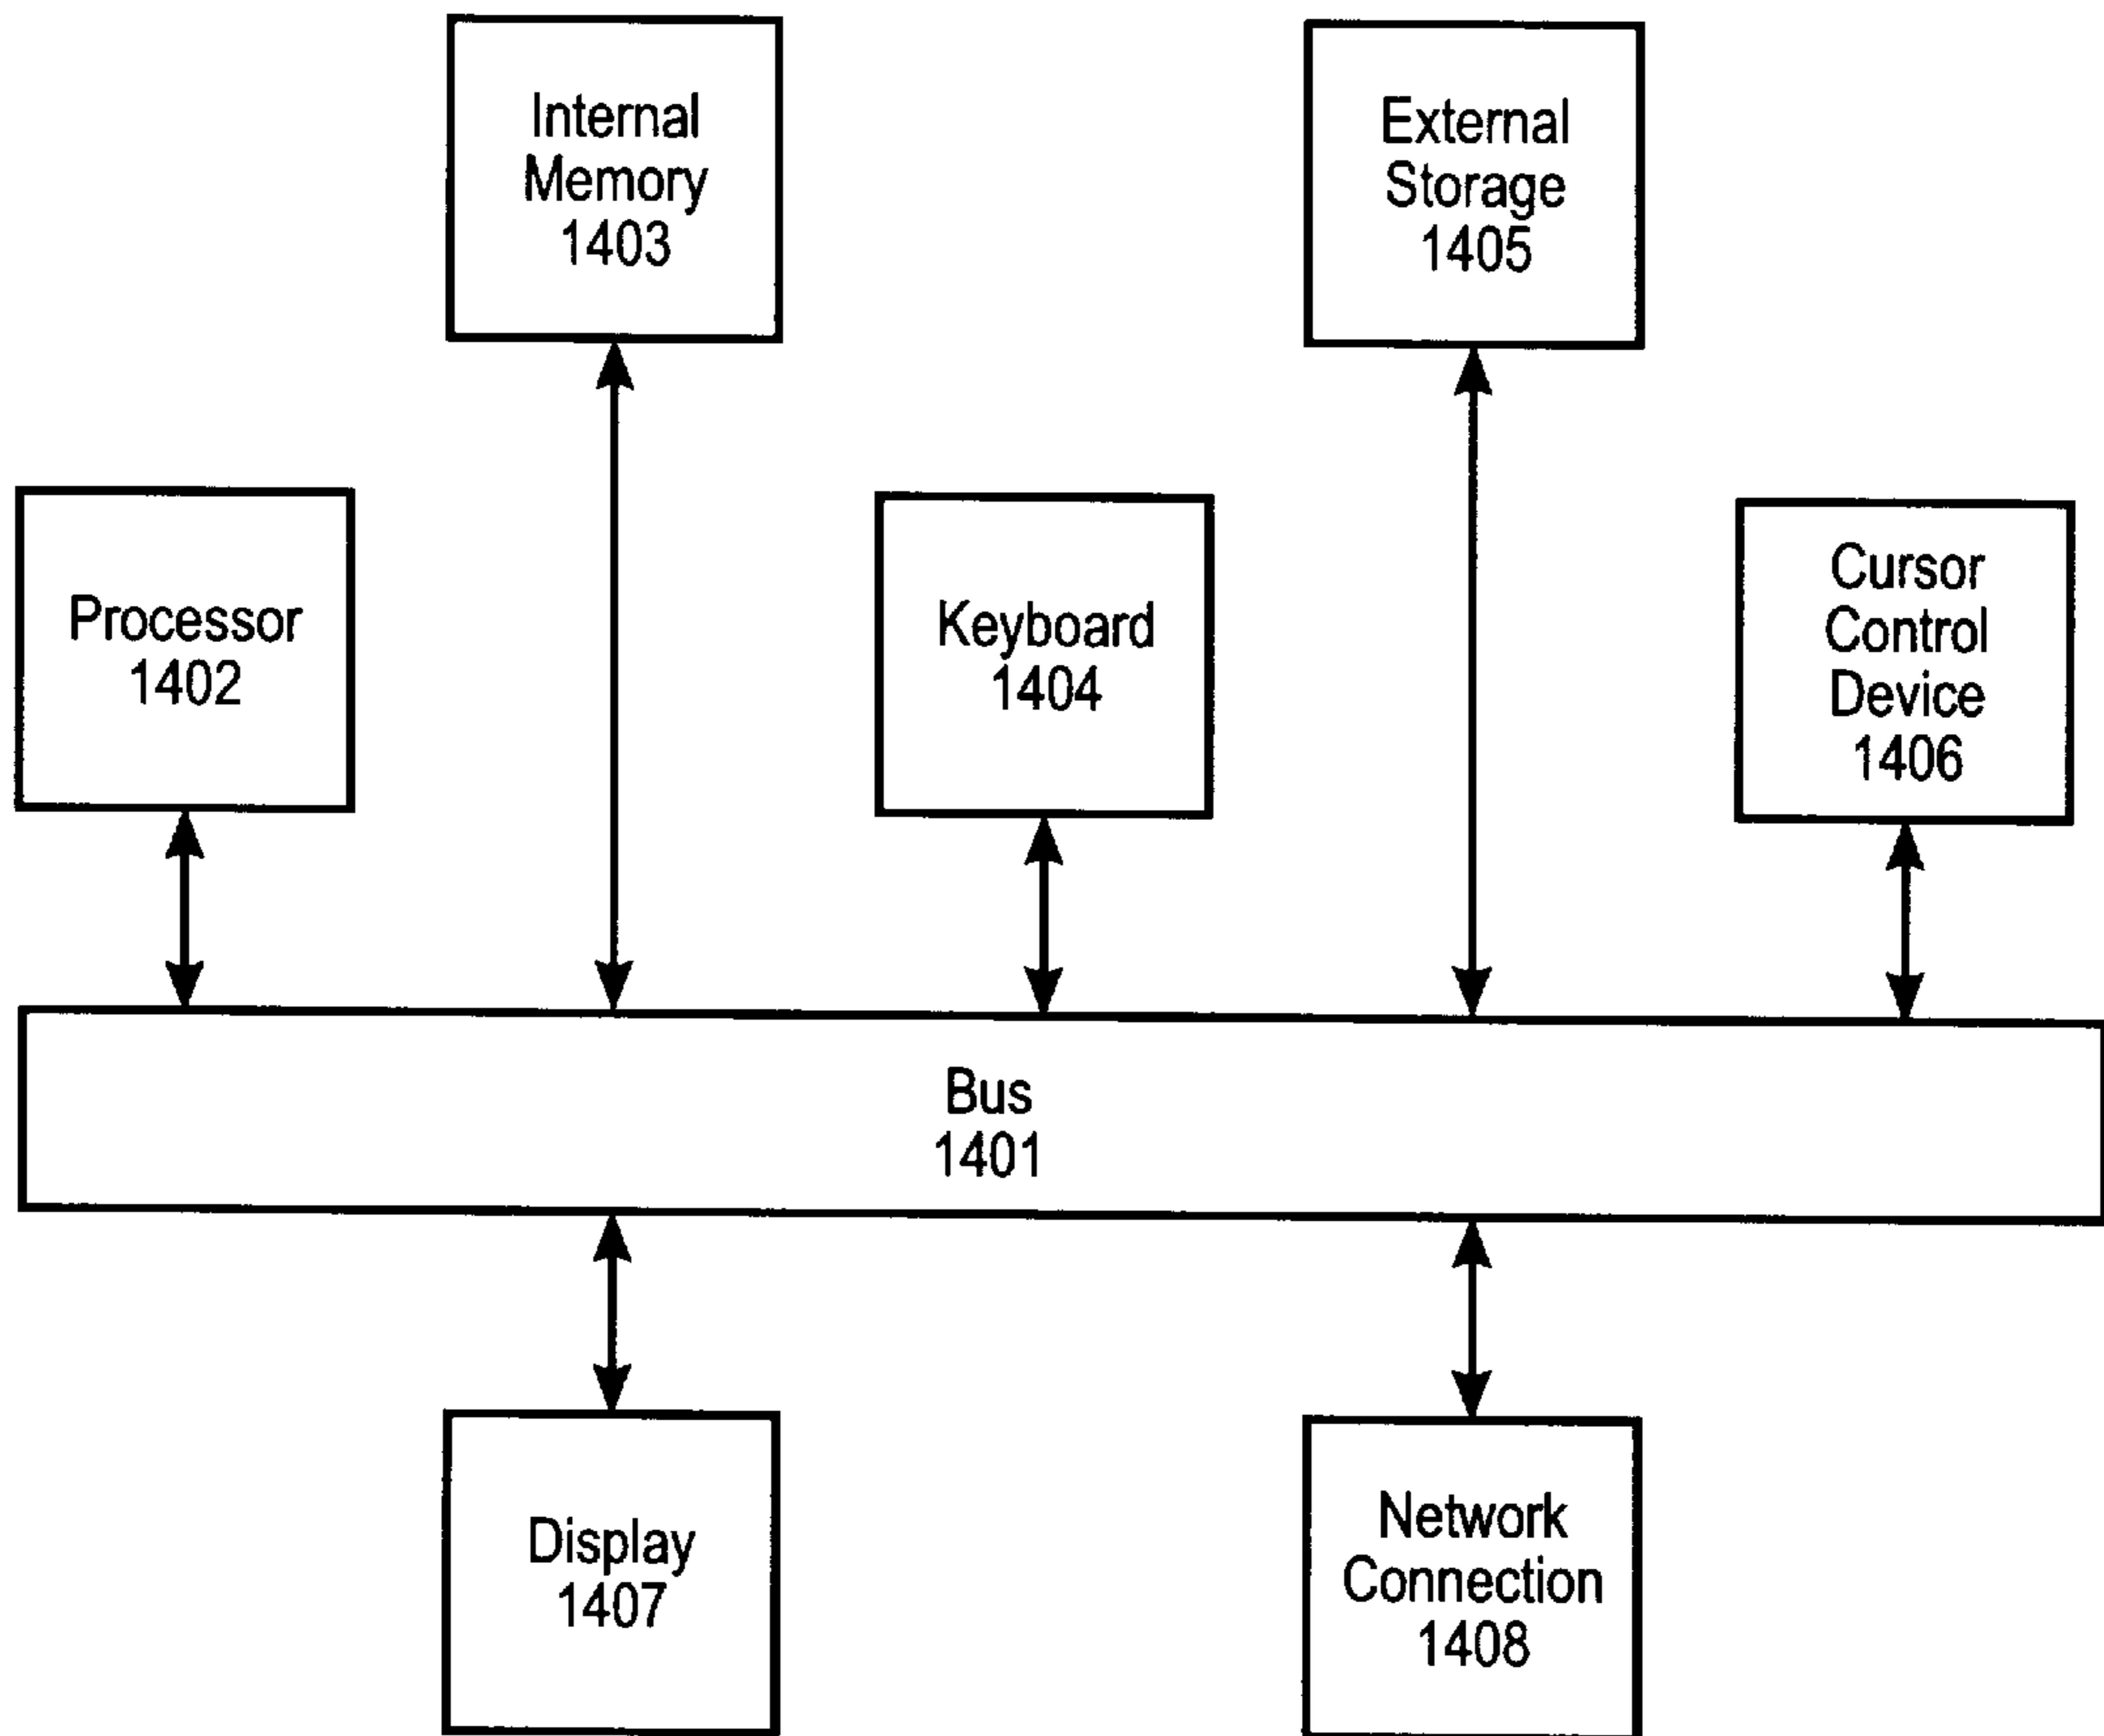 Internal
Memory
1403
External
Storage
1405
Processor
1402
Keyboard
1404
Cursor
Control
Device
1406
Bus
1401
Display
1407
Network
Connection
1408